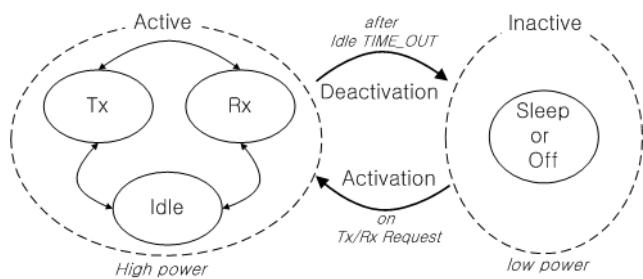 Active
after
Idle TIME_OUT
Inactive
Tx
Rx
Deactivation
Sleep
or
Off
Activation
Idle
on
Tx/Rx Request
High power
low power